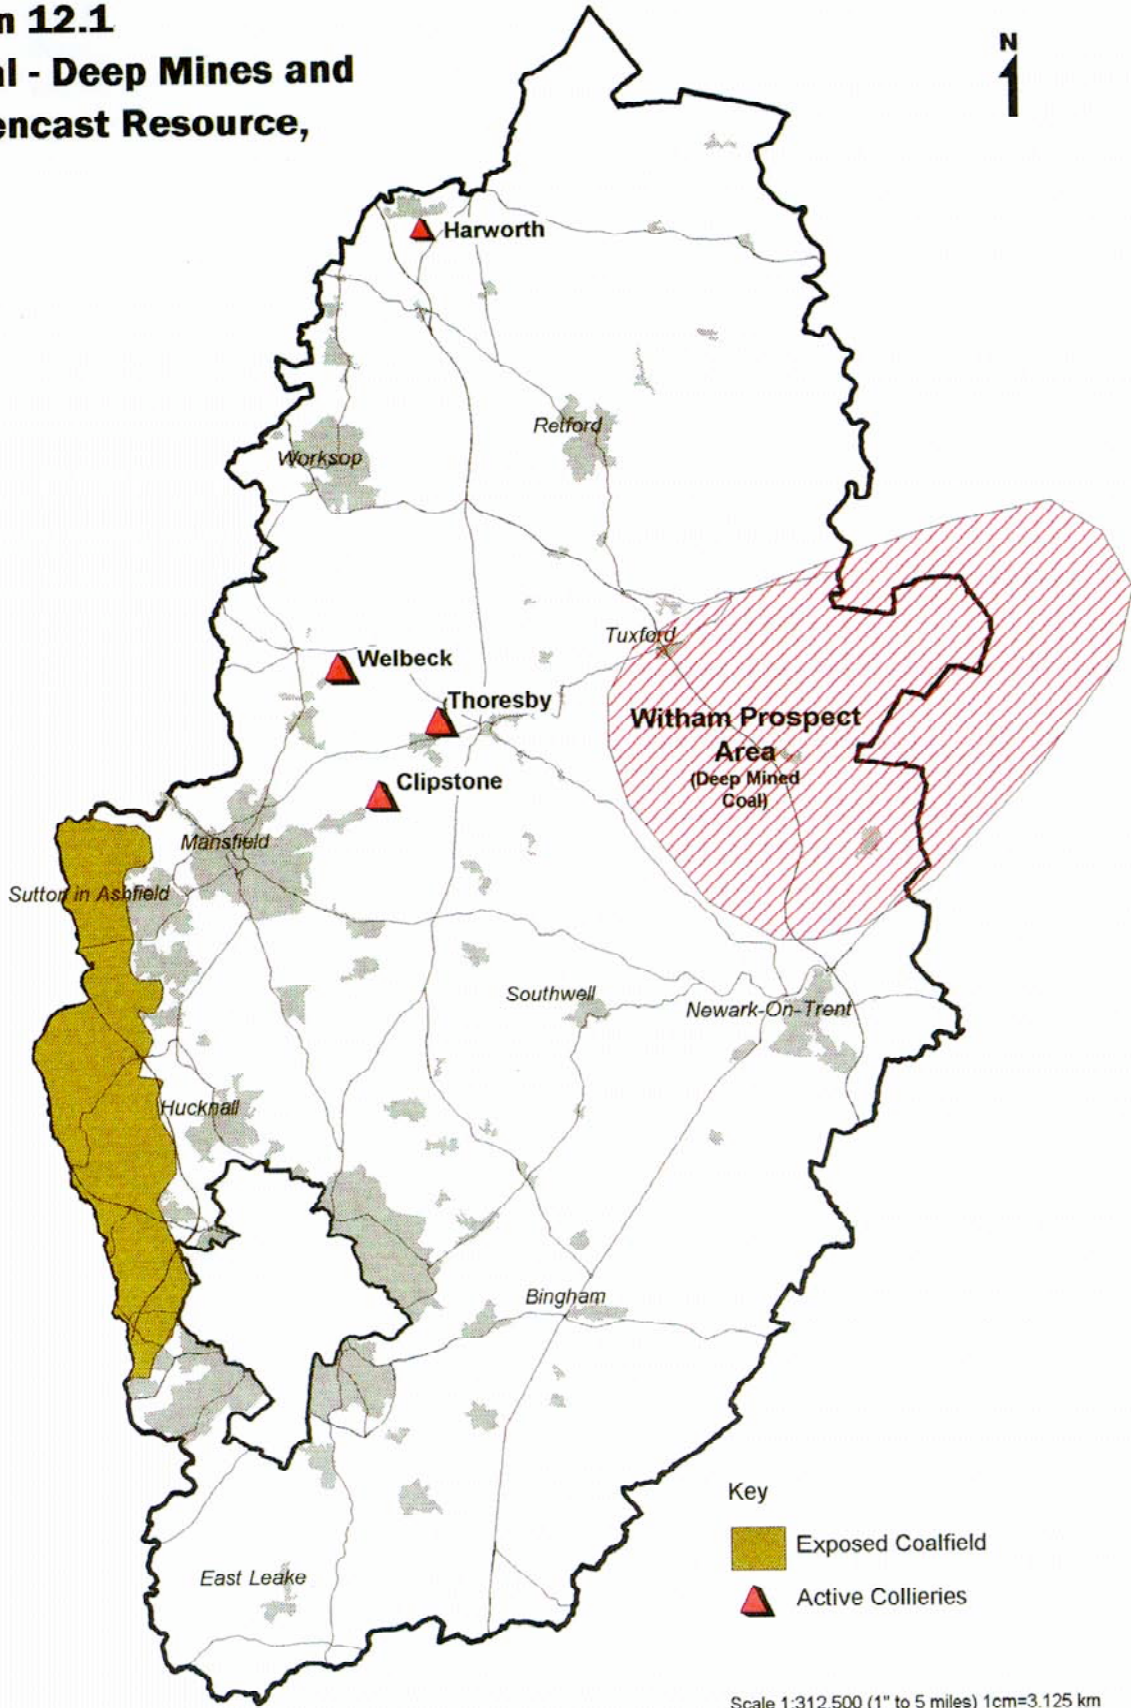 n 12.1
al - Deep Mines and
encast Resource,
N
Harworth
Retford
Worksop
Tuxford
Welbeck
Thoresby
Witham Prospect
Area
(Deep Mined
Coal)
Clipstone
Mansfield
Sutton in Ashfield
Southwell
Newark-On-Trent
Hucknall
Bingham
Key
Exposed Coalfield
Active Collieries
East Leake
Scale 1:312,500 (1" to 5 miles) 1cm=3.125 km